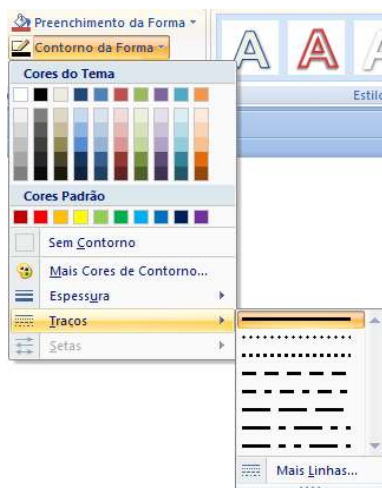 Preenchimento da Forma
Contorno da Forma
A A A
Estilo
Cores do Tema
Cores Padrão
Sem Contorno
Mais Cores de Contorno...
Espessura
Traços
Setas
Mais Linhas...